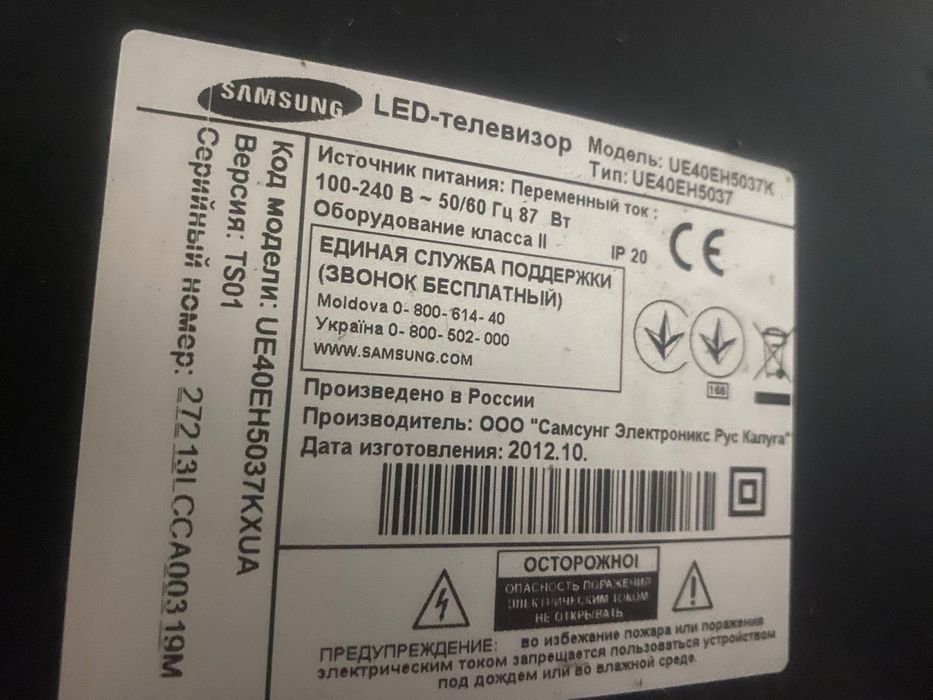 SAMSUNG
LED-телевизор
Модель: UE40EH5037K
Тип: UE40EH5037
Источник питания: Переменный ток :
100-240 В ~ 50/60 Гц 87 Вт
Оборудование класса II
IP 20
CE
ЕДИНАЯ СЛУЖБА ПОДДЕРЖКИ
(ЗВОНОК БЕСПЛАТНЫЙ)
Moldova 0- 800- 614- 40
Україна 0- 800- 502- 000
WWW.SAMSUNG.COM
166
Произведено в России
Производитель: ООО "Самсунг Электроникс Рус Калуга"
Дата изготовления: 2012.10.
Код модели: UE40EH5037KXUA
Версия: TS01
Серийный номер: 27213LCCA00319M
ОСТОРОЖНО!
ОПАСНОСТЬ ПОРАЖЕНИЯ
ЭЛЕКТРИЧЕСКИМ ТОКОМ
НЕ ОТКРЫВАТЬ
ПРЕДУПРЕЖДЕНИЕ: во избежание пожара или поражения
электрическим током запрещается пользоваться устройством
под дождем или во влажной среде.